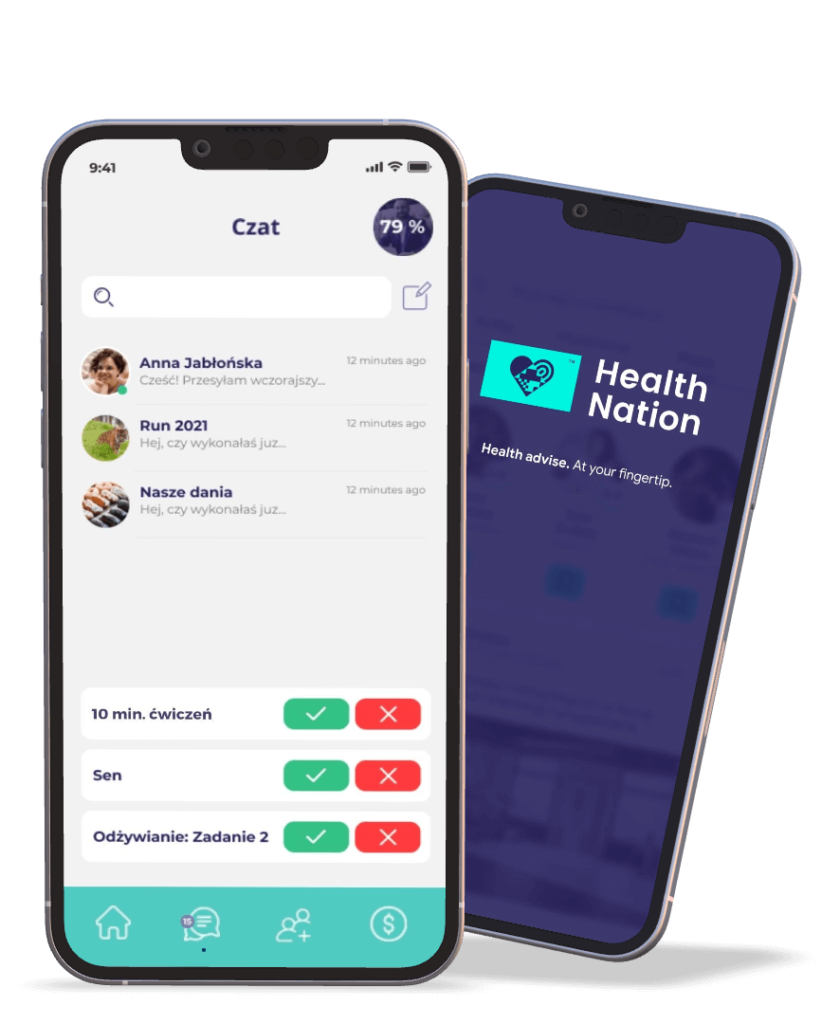 9:41
Czat
79 %
Anna Jabłońska
12 minutes ago
Cześć! Przesyłam wczorajszy...
Run 2021
12 minutes ago
Hej, czy wykonałaś juz...
Nasze dania
12 minutes ago
Hej, czy wykonałaś juz...
10 min. ćwiczeń
Sen
Odżywianie: Zadanie 2
15
Health
Nation
Health advise. At your fingertip.